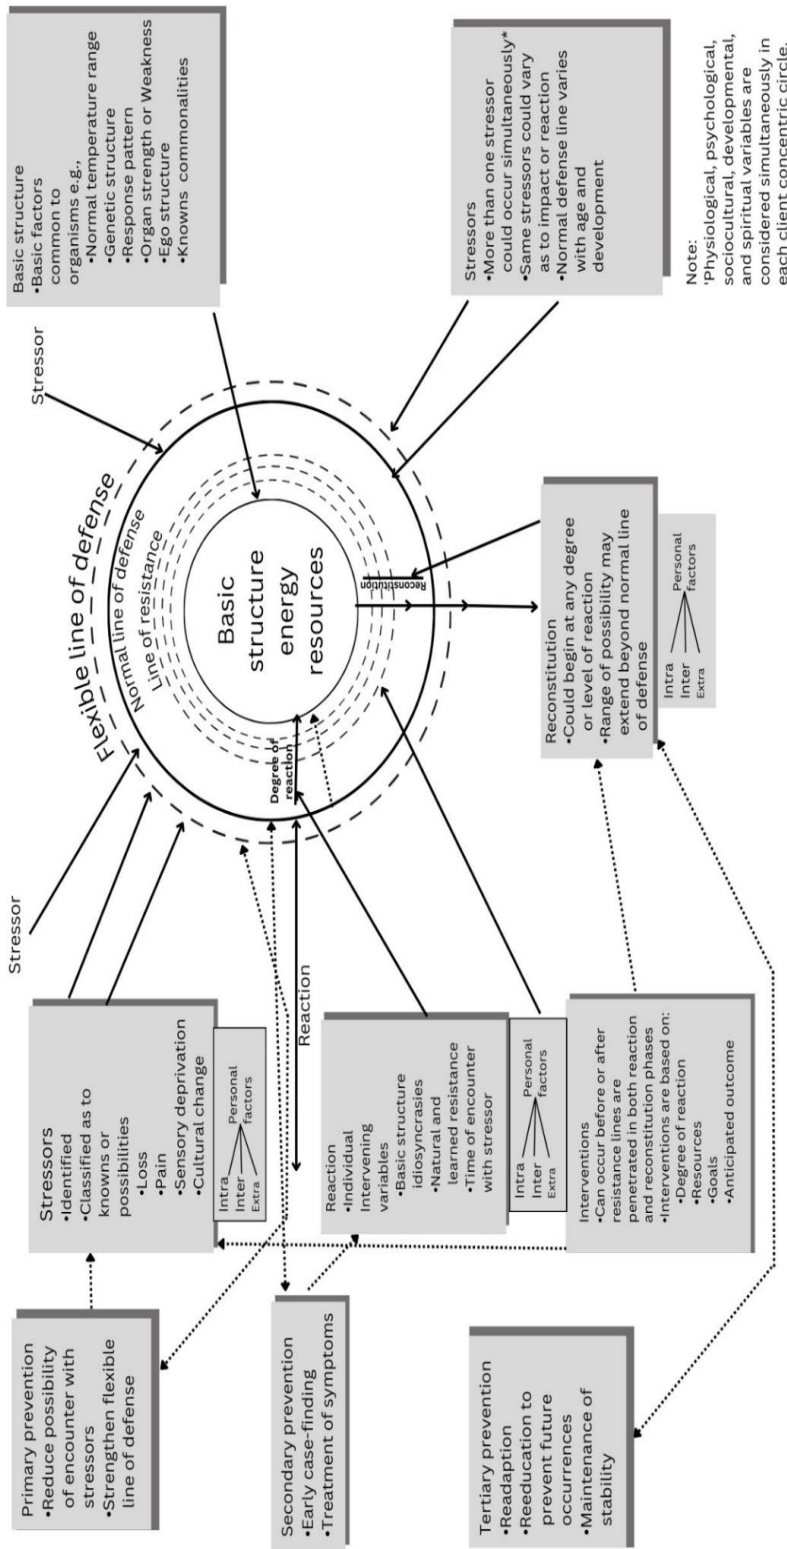 Primary prevention
•Reduce possibility
of encounter with
stressors
•Strengthen flexible
line of defense
Secondary prevention
•Early case-finding
•Treatment of symptoms
Tertiary prevention
•Readaption
•Reeducation to
prevent future
occurrences
•Maintenance of
stability
Stressors
•Identified
•Classified as to
knowns or
possibilities
•Loss
•Pain
•Sensory deprivation
•Cultural change
Intra
Inter
Extra
Personal
factors
Reaction
Reaction
•Individual
Intervening
variables
•Basic structure
idiosyncrasies
•Natural and
learned resistance
•Time of encounter
with stressor
Intra
Inter
Extra
Personal
factors
Interventions
•Can occur before or after
resistance lines are
penetrated in both reaction
and reconstitution phases
•Interventions are based on:
•Degree of reaction
•Resources
•Goals
•Anticipated outcome
Stressor
Stressor
Flexible line of defense
Normal line of defense
Line of resistance
Basic
structure
energy
resources
Degree of
reaction
Reconstitution
Reconstitution
•Could begin at any degree
or level of reaction
•Range of possibility may
extend beyond normal line
of defense
Intra
Inter
Extra
Personal
factors
Basic structure
•Basic factors
common to
organisms e.g.,
•Normal temperature range
•Genetic structure
•Response pattern
•Organ strength or Weakness
•Ego structure
•Knowns commonalities
Stressors
•More than one stressor
could occur simultaneously*
•Same stressors could vary
as to impact or reaction
•Normal defense line varies
with age and
development
Note:
'Physiological, psychological,
sociocultural, developmental,
and spiritual variables are
considered simultaneously in
each client concentric circle.